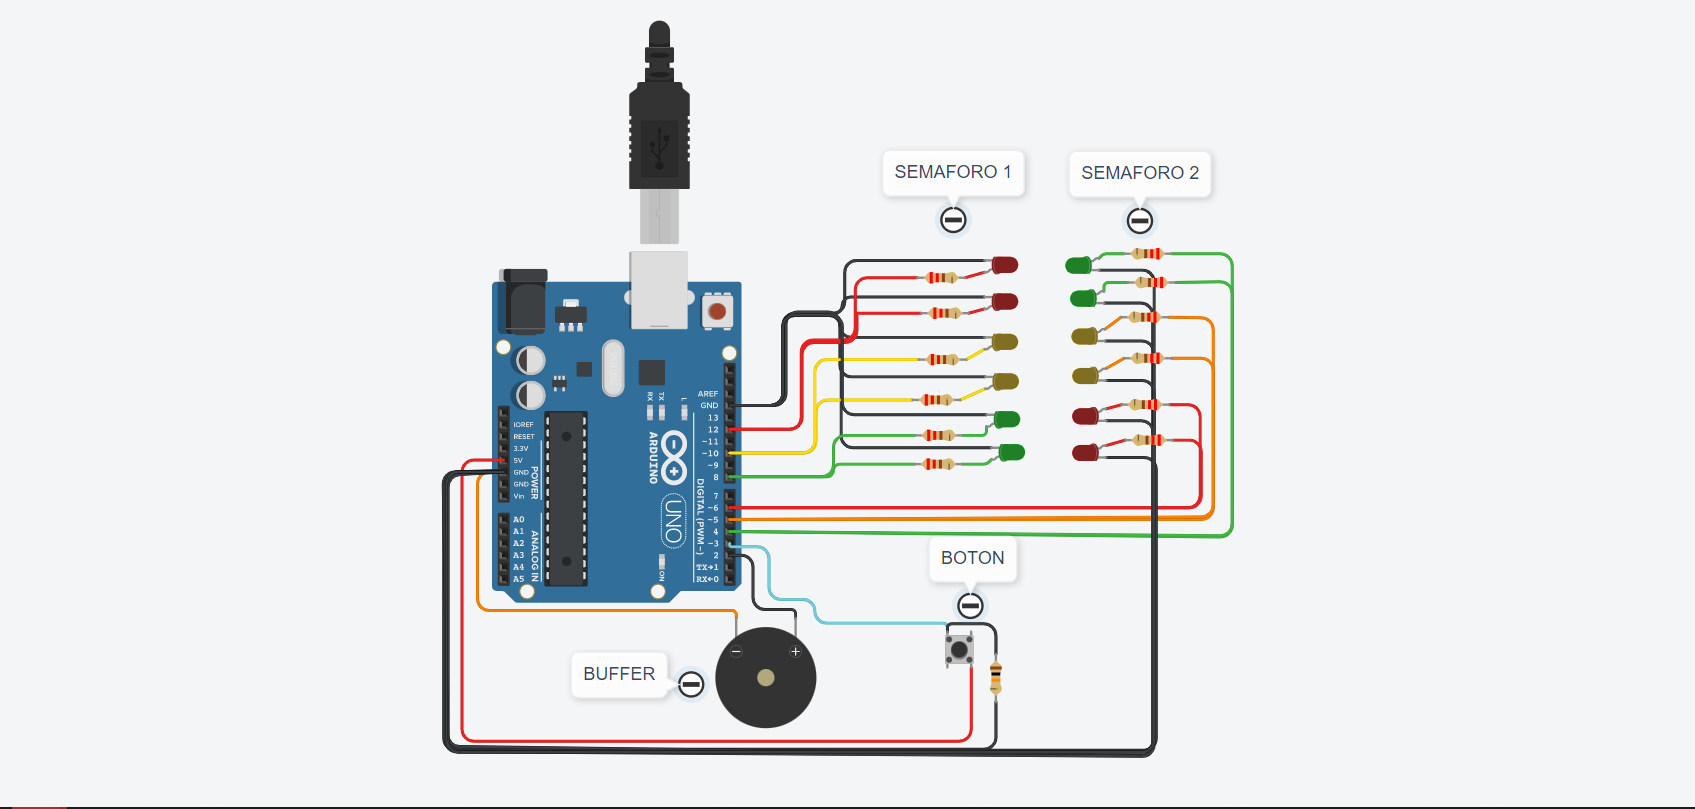 SEMAFORO 1
SEMAFORO 2
RX
TX
L
AREF
GND
13
12
~11
~10
~9
8
7
~6
~5
4
~3
2
TX→1
RX←0
DIGITAL (PWM~)
ARDUINO
UNO
ON
IOREF
RESET
3.3V
5V
GND
GND
Vin
POWER
A0
A1
A2
A3
A4
A5
ANALOG IN
BOTON
BUFFER